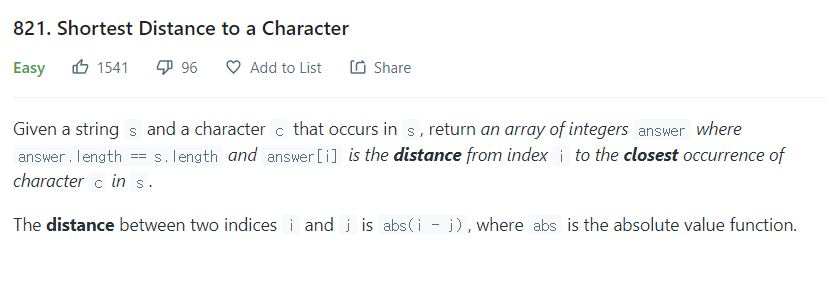 821. Shortest Distance to a Character
Easy 1541 96 Add to List Share
Given a string s and a character c that occurs in s, return an array of integers answer where
answer.length == s.length and answer[i] is the distance from index i to the closest occurrence of
character c in s.
The distance between two indices i and j is abs(i - j), where abs is the absolute value function.